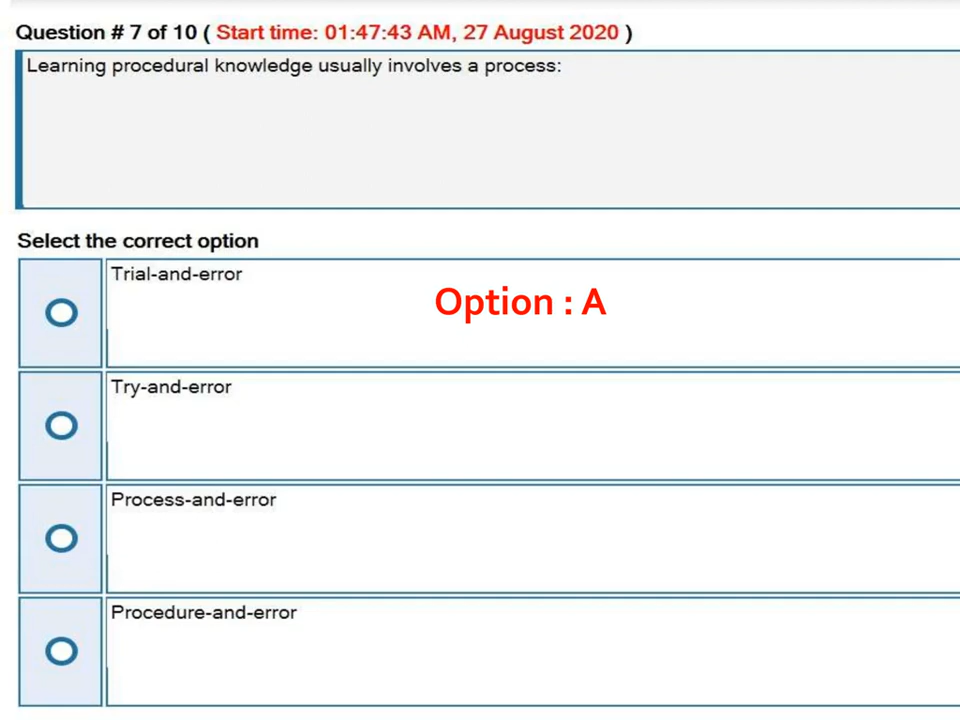 Question # 7 of 10 ( Start time: 01:47:43 AM, 27 August 2020 )
Learning procedural knowledge usually involves a process:
Select the correct option
Trial-and-error
Option : A
Try-and-error
Process-and-error
Procedure-and-error